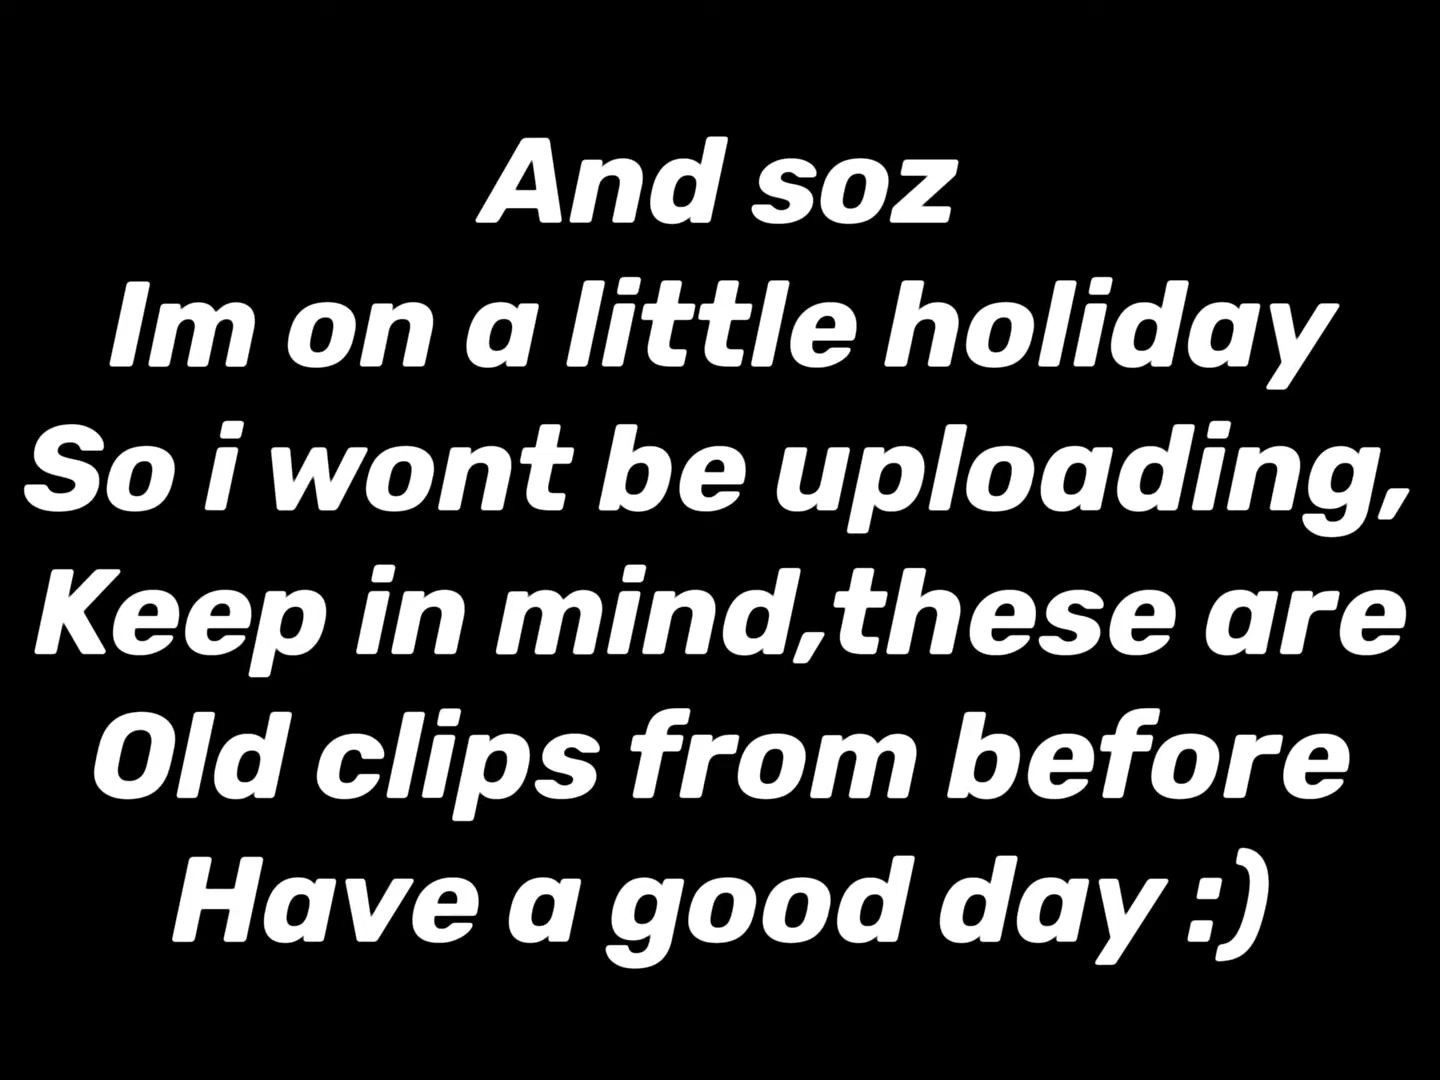 And soz
Im on a little holiday
So i wont be uploading,
Keep in mind,these are
Old clips from before
Have a good day :)